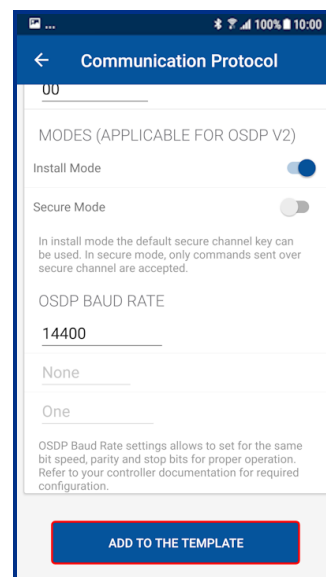 ... 100% 10:00
Communication Protocol
00
MODES (APPLICABLE FOR OSDP V2)
Install Mode
Secure Mode
In install mode the default secure channel key can
be used. In secure mode, only commands sent over
secure channel are accepted.
OSDP BAUD RATE
14400
None
One
OSDP Baud Rate settings allows to set for the same
bit speed, parity and stop bits for proper operation.
Refer to your controller documentation for required
configuration.
ADD TO THE TEMPLATE